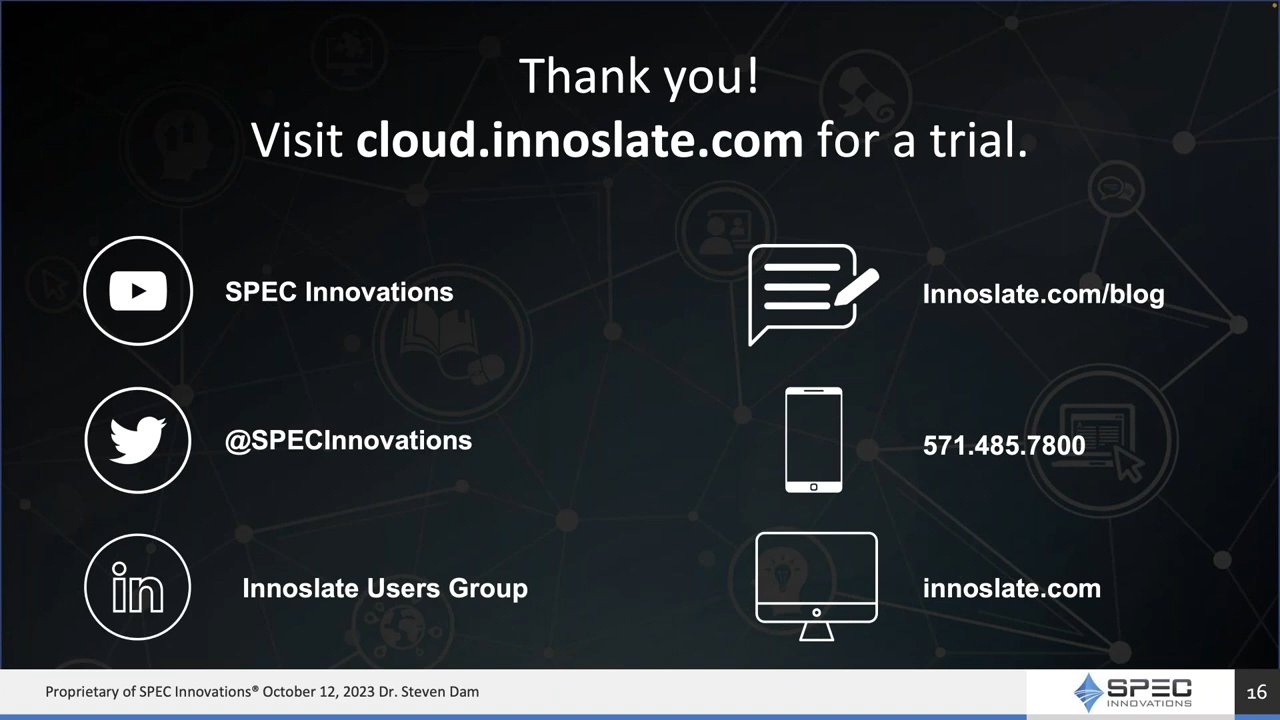 Thank you!
Visit cloud.innoslate.com for a trial.
SPEC Innovations
Innoslate.com/blog
@SPECInnovations
571.485.7800
in
Innoslate Users Group
innoslate.com
Proprietary of SPEC Innovations® October 12, 2023 Dr. Steven Dam
SPEC
INNOVATIONS
16